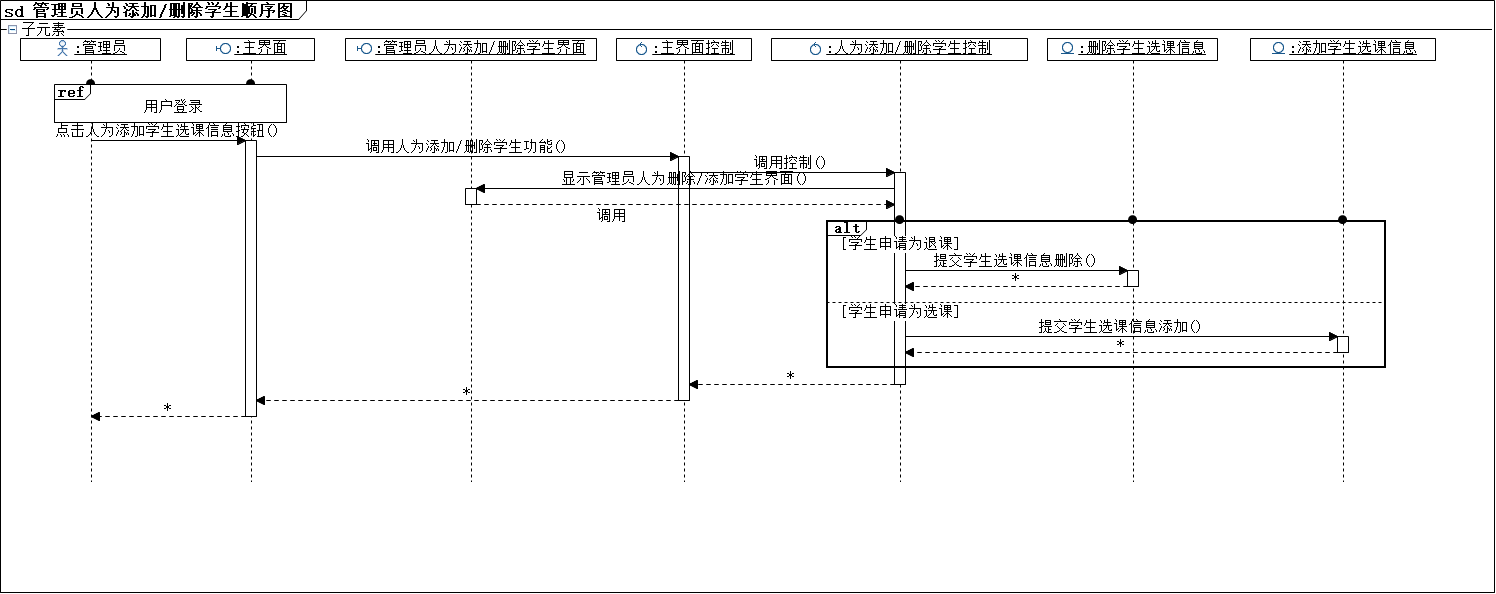 sd 管理员人为添加/删除学生顺序图
子元素
:管理员
:主界面
:管理员人为添加/删除学生界面
:主界面控制
:人为添加/删除学生控制
:删除学生选课信息
:添加学生选课信息
ref
用户登录
点击人为添加学生选课信息按钮()
调用人为添加/删除学生功能()
调用控制()
显示管理员人为删除/添加学生界面()
调用
alt
[学生申请为退课]
提交学生选课信息删除()
*
[学生申请为选课]
提交学生选课信息添加()
*
*
*
*